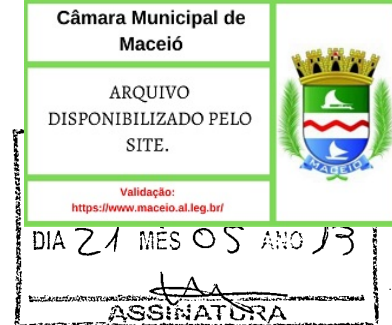 Câmara Municipal de
Maceió
ARQUIVO
DISPONIBILIZADO PELO
SITE.
Validação:
https://www.maceio.al.leg.br/
MACEIÓ
DIA 21 MÊS 05 ANO 13
ASSINATURA